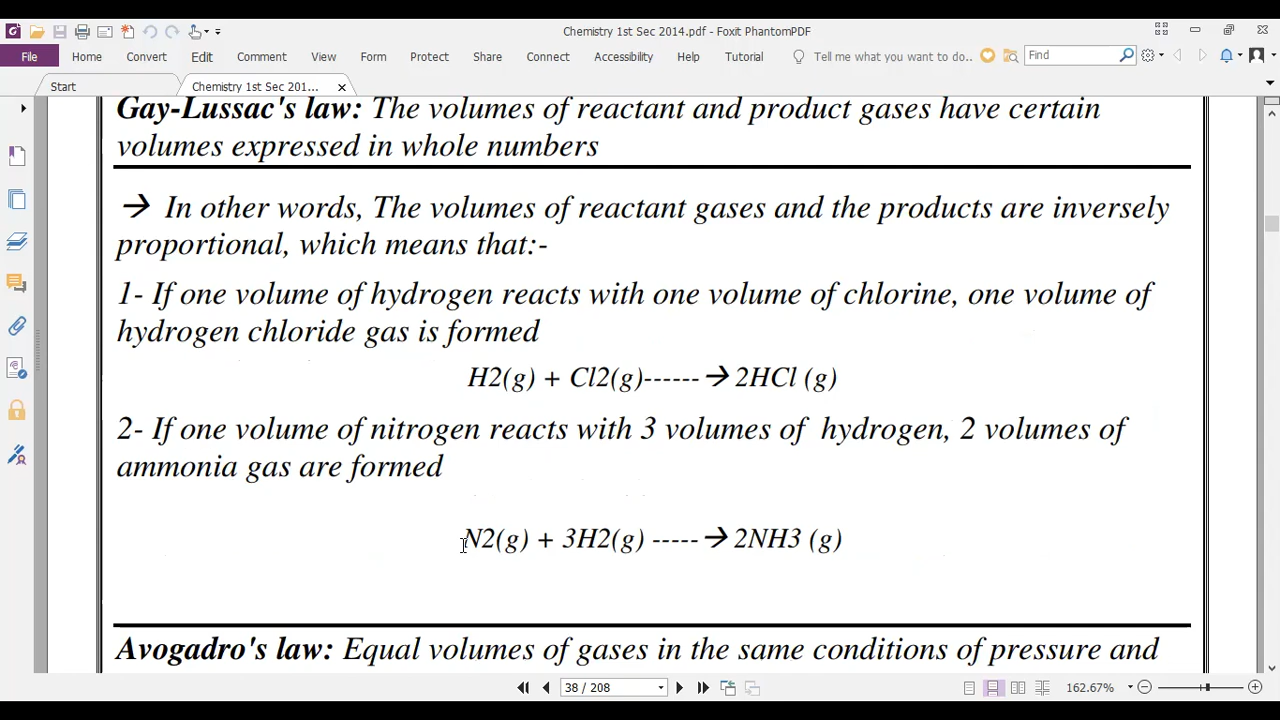 Chemistry 1st Sec 2014.pdf - Foxit PhantomPDF
File Home Convert Edit Comment View Form Protect Share Connect Accessibility Help Tutorial Tell me what you want to do.. Find
Start Chemistry 1st Sec 201...
Gay-Lussac's law: The volumes of reactant and product gases have certain
volumes expressed in whole numbers
→ In other words, The volumes of reactant gases and the products are inversely
proportional, which means that:-
1- If one volume of hydrogen reacts with one volume of chlorine, one volume of
hydrogen chloride gas is formed
H2(g) + Cl2(g)------→ 2HCl (g)
2- If one volume of nitrogen reacts with 3 volumes of hydrogen, 2 volumes of
ammonia gas are formed
N2(g) + 3H2(g) -----→ 2NH3 (g)
Avogadro's law: Equal volumes of gases in the same conditions of pressure and
38 / 208 162.67%